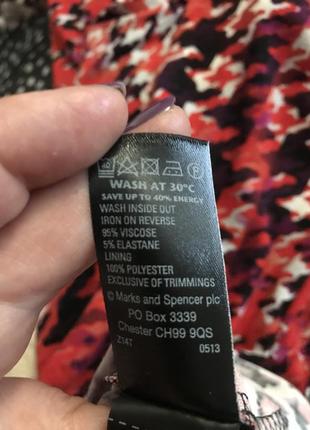 WASH AT 30°C
SAVE UP TO 40% ENERGY
WASH INSIDE OUT
IRON ON REVERSE
95% VISCOSE
5% ELASTANE
LINING
100% POLYESTER
EXCLUSIVE OF TRIMMINGS
© Marks and Spencer plc
PO Box 3339
Chester CH99 9QS
Z147 0513